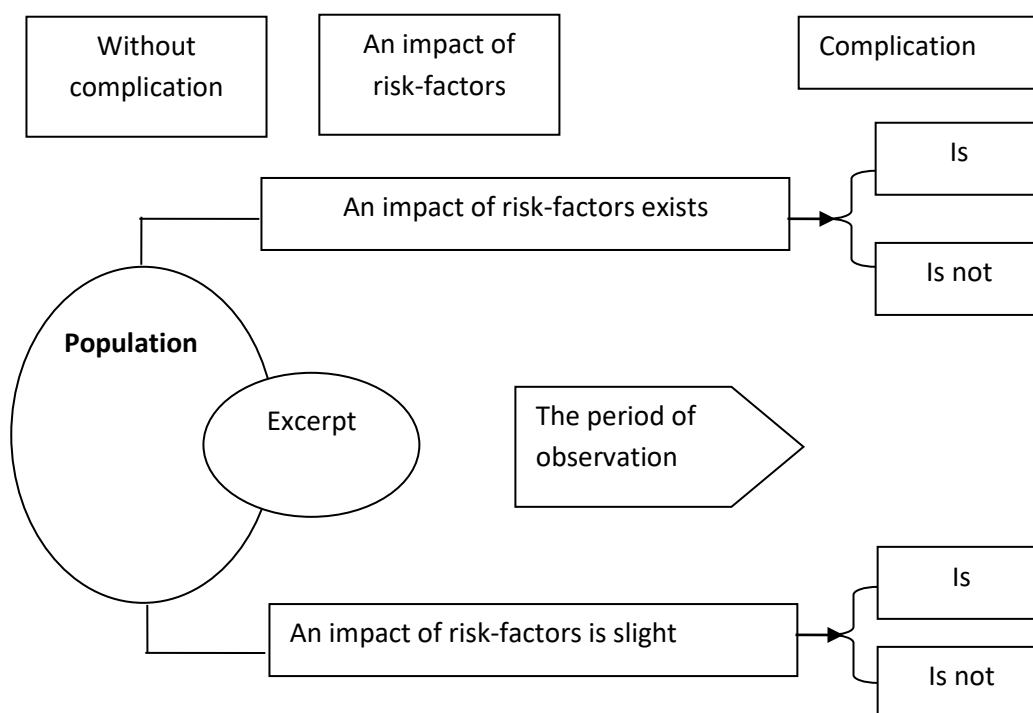 Without
complication
An impact of
risk-factors
Complication
Is
An impact of risk-factors exists
Is not
Population
Excerpt
The period of
observation
Is
An impact of risk-factors is slight
Is not